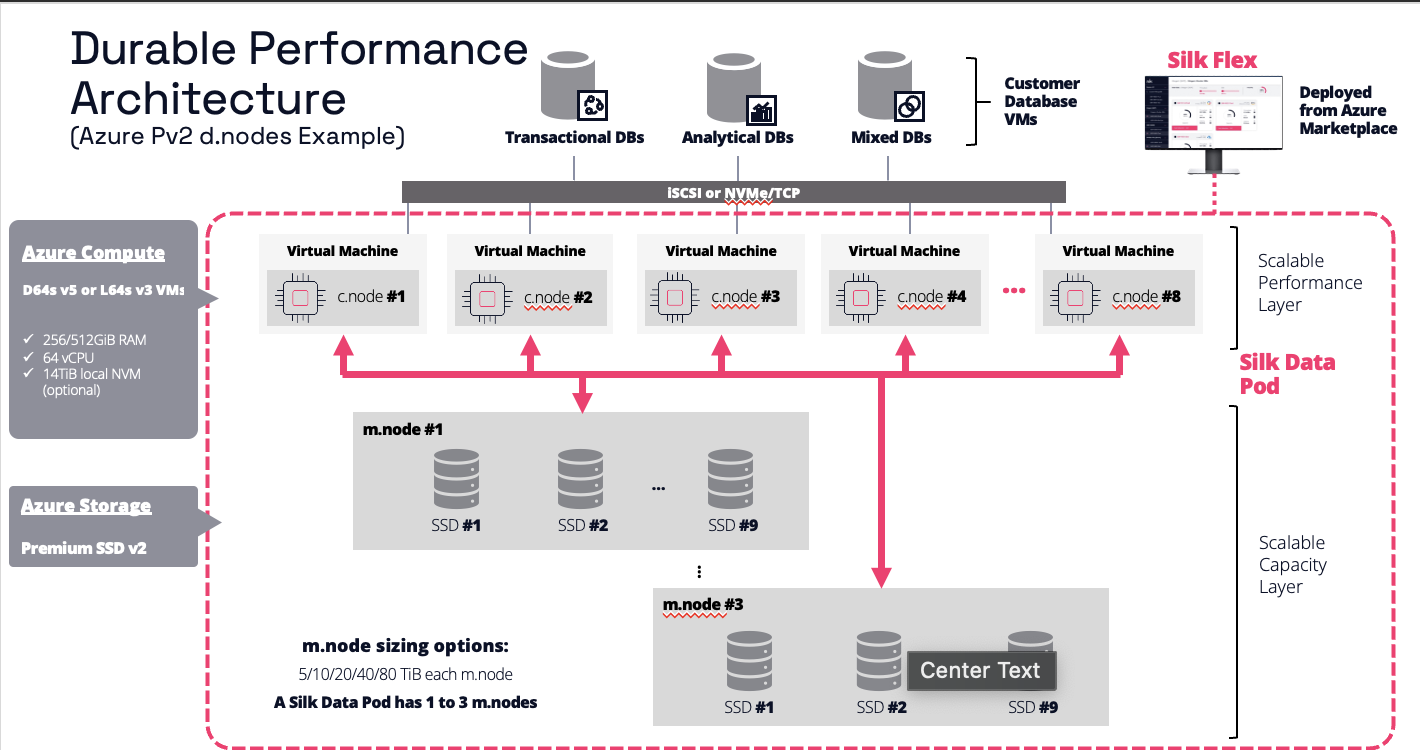 Durable Performance
Architecture
(Azure Pv2 d.nodes Example)
Transactional DBs
Analytical DBs
Mixed DBs
Customer
Database
VMs
Silk Flex
Deployed
from Azure
Marketplace
iSCSI or NVMe/TCP
Azure Compute
D64s v5 or L64s v3 VMs
✓ 256/512GiB RAM
✓ 64 vCPU
✓ 14TiB local NVM
(optional)
Virtual Machine
c.node #1
Virtual Machine
c.node #2
Virtual Machine
c.node #3
Virtual Machine
c.node #4
...
Virtual Machine
c.node #8
Scalable
Performance
Layer
Silk Data
Pod
m.node #1
SSD #1
SSD #2
...
SSD #9
Azure Storage
Premium SSD v2
Scalable
Capacity
Layer
m.node #3
SSD #1
SSD #2
SSD #9
Center Text
m.node sizing options:
5/10/20/40/80 TiB each m.node
A Silk Data Pod has 1 to 3 m.nodes